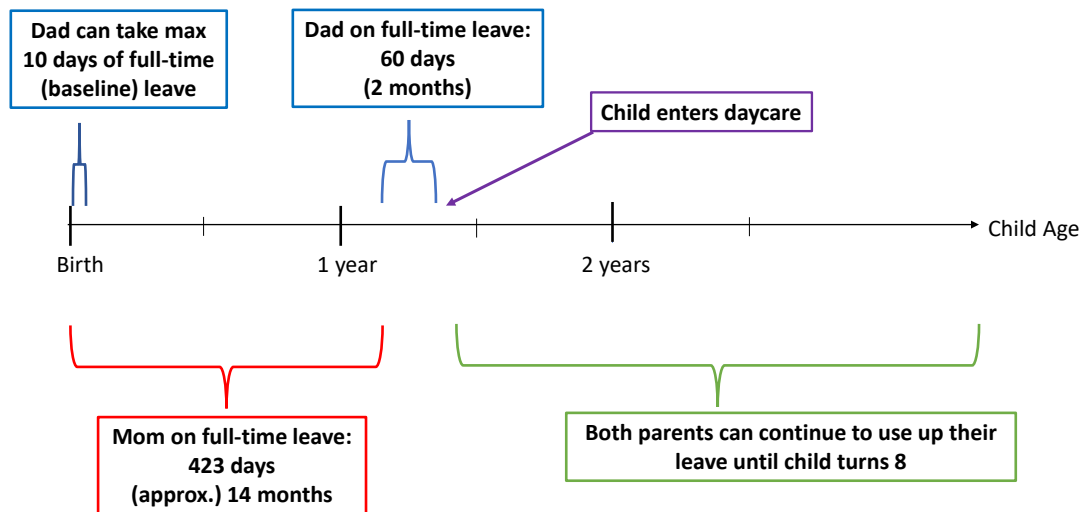 Dad can take max
10 days of full-time
(baseline) leave
Dad on full-time leave:
60 days
(2 months)
Child enters daycare
Child Age
Birth
1 year
2 years
Mom on full-time leave:
423 days
(approx.) 14 months
Both parents can continue to use up their
leave until child turns 8